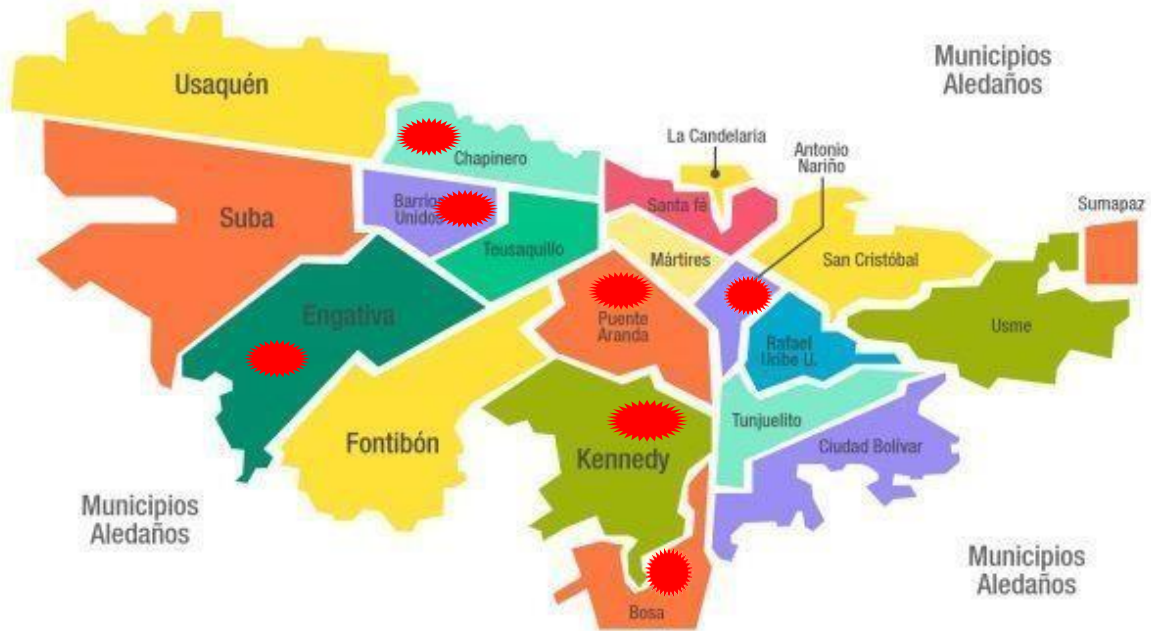 Usaquén
Municipios
Aledaños
La Candelaria
Antonio
Nariño
Chapinero
Barrios
Unidos
Santa fé
Sumapaz
Suba
Teusaquillo
Mártires
San Cristóbal
Engativa
Puente
Aranda
Usme
Rafael
Uribe U.
Fontibón
Kennedy
Tunjuelito
Ciudad Bolívar
Municipios
Aledaños
Municipios
Aledaños
Bosa